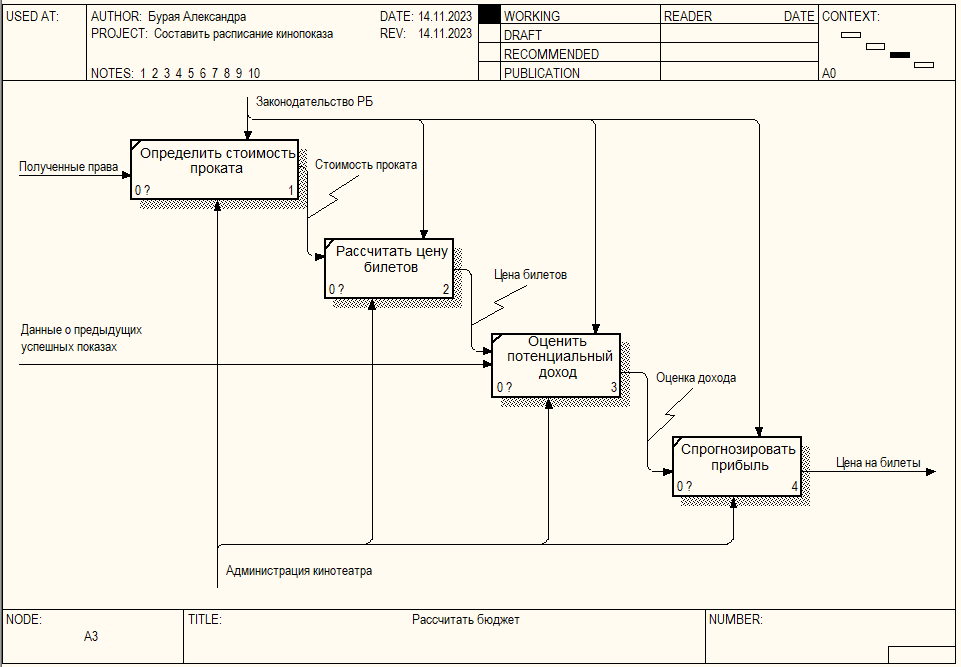 USED AT:
AUTHOR: Бурая Александра
DATE: 14.11.2023
PROJECT: Составить расписание кинопоказа
REV: 14.11.2023
NOTES: 1 2 3 4 5 6 7 8 9 10
WORKING
DRAFT
RECOMMENDED
PUBLICATION
READER
DATE
CONTEXT:
A0
Законодательство РБ
Полученные права
Определить стоимость
проката
0 ?
1
Стоимость проката
Рассчитать цену
билетов
0 ?
2
Цена билетов
Данные о предыдущих
успешных показах
Оценить
потенциальный
доход
0 ?
3
Оценка дохода
Спрогнозировать
прибыль
0 ?
4
Цена на билеты
Администрация кинотеатра
NODE:
A3
TITLE:
Рассчитать бюджет
NUMBER: